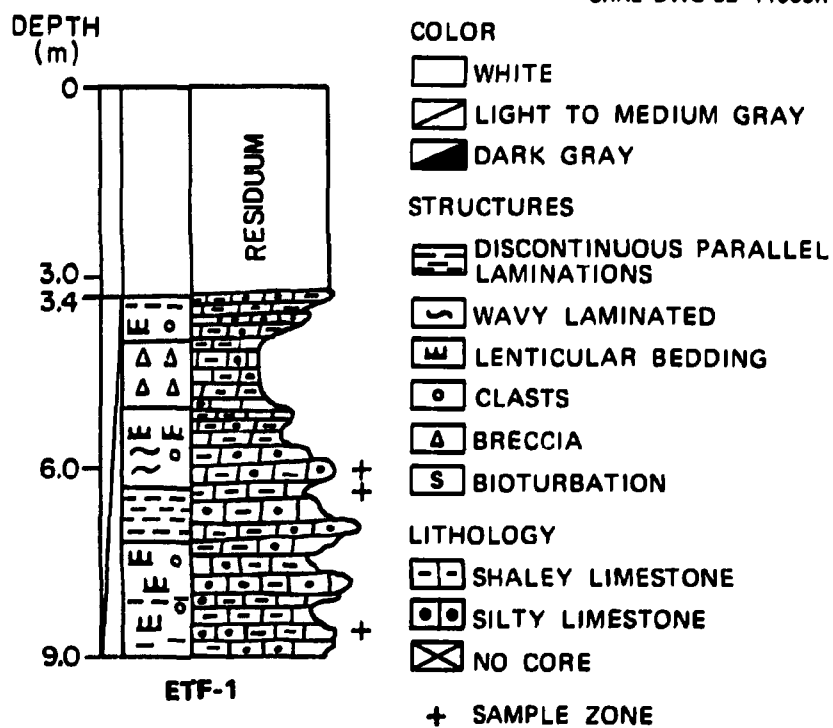 DEPTH
(m)
0
3.0
3.4
6.0
9.0
RESIDUUM
ETF-1
COLOR
WHITE
LIGHT TO MEDIUM GRAY
DARK GRAY
STRUCTURES
DISCONTINUOUS PARALLEL
LAMINATIONS
WAVY LAMINATED
LENTICULAR BEDDING
CLASTS
BRECCIA
S BIOTURBATION
LITHOLOGY
SHALEY LIMESTONE
SILTY LIMESTONE
NO CORE
+ SAMPLE ZONE